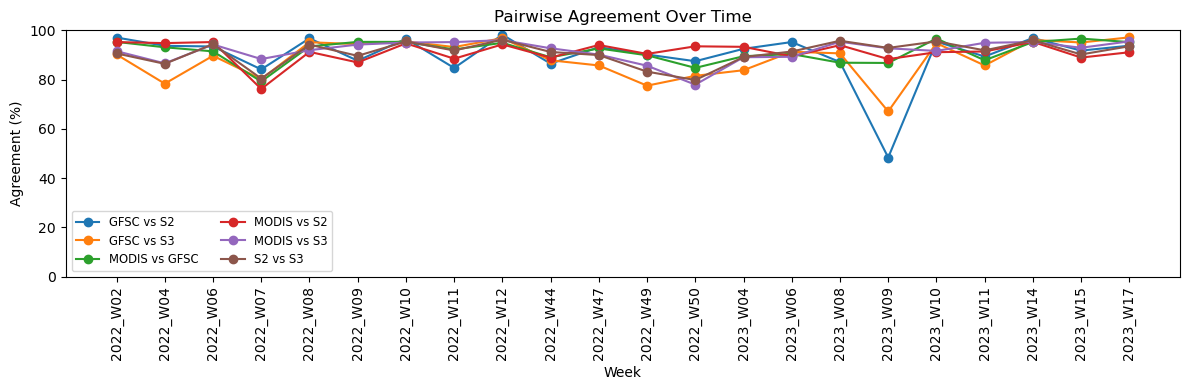 Pairwise Agreement Over Time
Agreement (%)
100
80
60
40
20
0
GFSC vs S2
GFSC vs S3
MODIS vs GFSC
MODIS vs S2
MODIS vs S3
S2 vs S3
2022_W02
2022_W04
2022_W06
2022_W07
2022_W08
2022_W09
2022_W10
2022_W11
2022_W12
2022_W44
2022_W47
2022_W49
2022_W50
2023_W04
2023_W06
2023_W08
2023_W09
2023_W10
2023_W11
2023_W14
2023_W15
2023_W17
Week